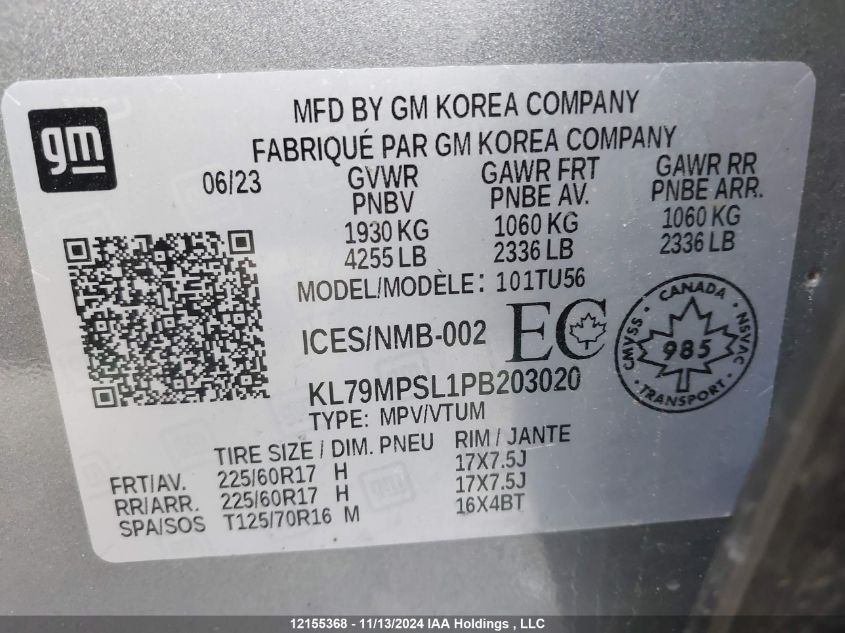 gm
MFD BY GM KOREA COMPANY
FABRIQUÉ PAR GM KOREA COMPANY
06/23 GVWR GAWR FRT GAWR RR
PNBV PNBE AV. PNBE ARR.
1930 KG 1060 KG 1060 KG
4255 LB 2336 LB 2336 LB
MODEL/MODÈLE: 101TU56
ICES/NMB-002 EC
CANADA
CMVSS 985 NSVAC
TRANSPORT
KL79MPSL1PB203020
TYPE: MPV/VTUM
TIRE SIZE / DIM. PNEU RIM / JANTE
FRT/AV. 225/60R17 H 17X7.5J
RR/ARR. 225/60R17 H 17X7.5J
SPA/SOS T125/70R16 M 16X4BT
12155368 - 11/13/2024 IAA Holdings , LLC